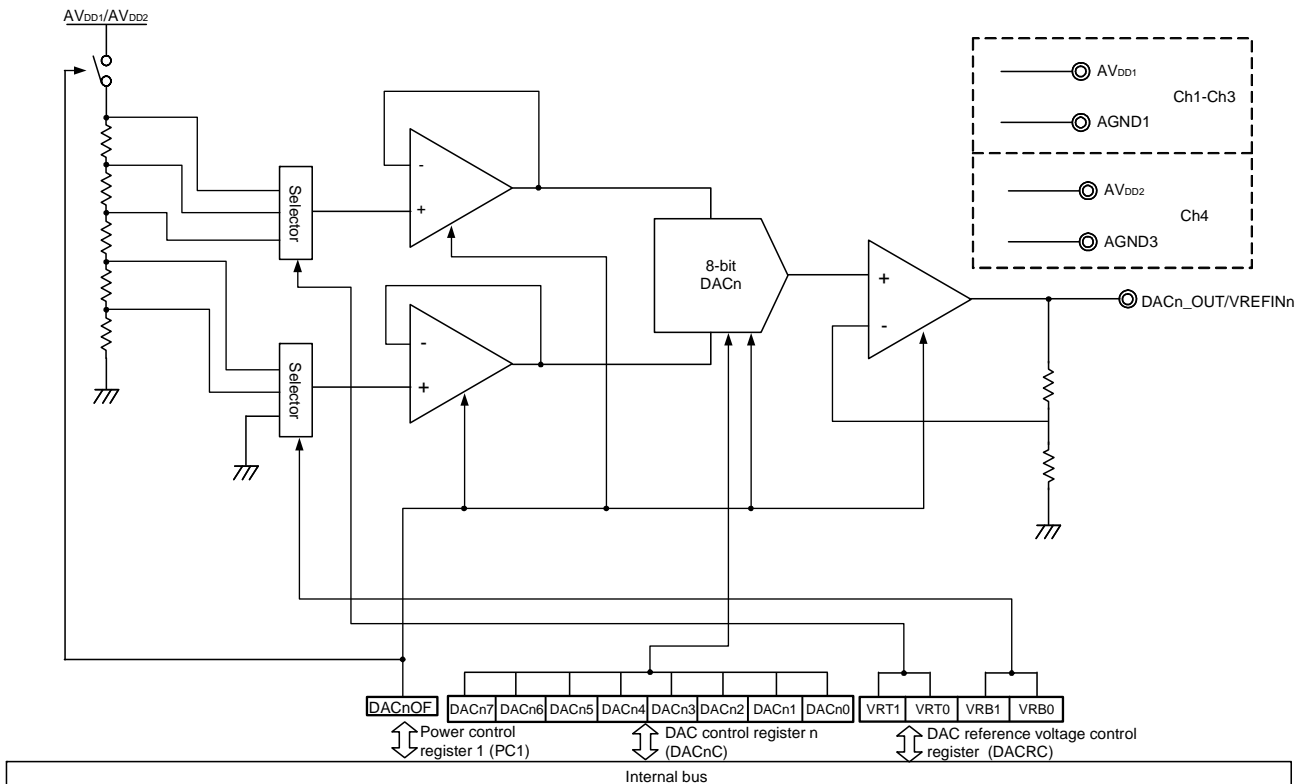 AVDD1/AVDD2
AVDD1
Ch1-Ch3
AGND1
AVDD2
Ch4
AGND3
Selector
-
+
8-bit
DACn
+
-
DACn_OUT/VREFINn
Selector
-
+
DACnOF
DACn7 DACn6 DACn5 DACn4 DACn3 DACn2 DACn1 DACn0
VRT1 VRT0 VRB1 VRB0
Power control
register 1 (PC1)
DAC control register n
(DACnC)
DAC reference voltage control
register (DACRC)
Internal bus